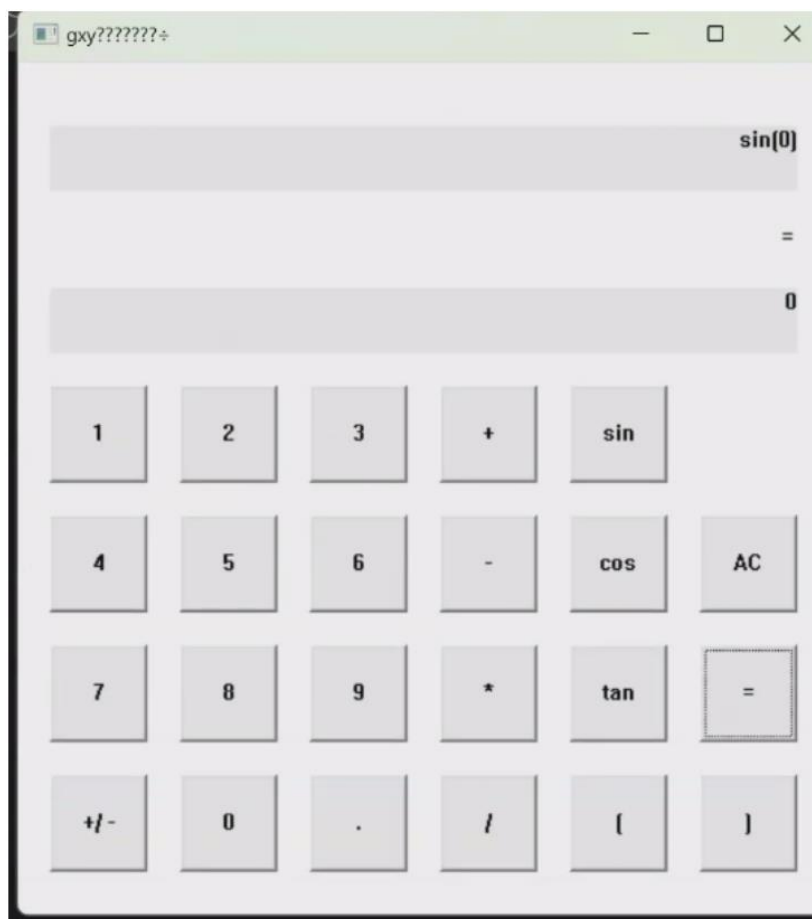 gxy???????÷
sin(0)
=
0
1 2 3 + sin
4 5 6 - cos AC
7 8 9 * tan =
+/- 0 . / ( )